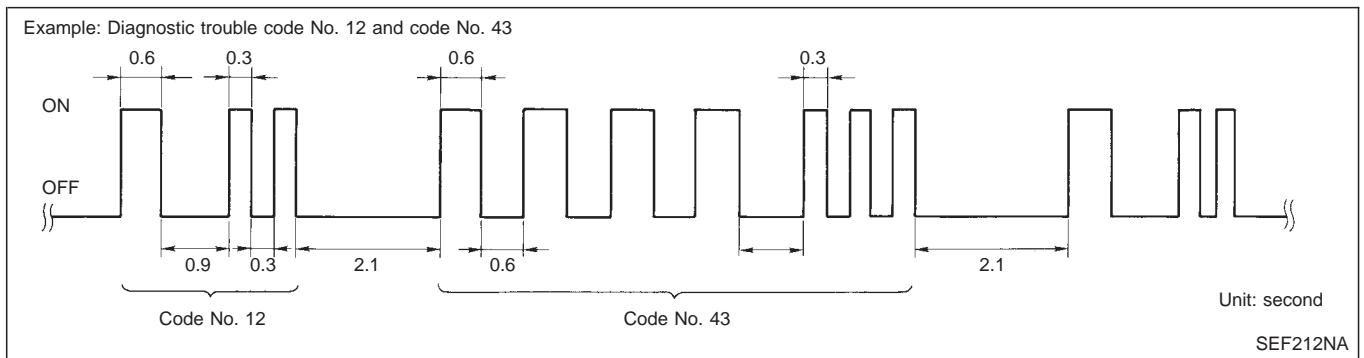 Example: Diagnostic trouble code No. 12 and code No. 43
0.6 0.3 0.6 0.3
ON
OFF
0.9 0.3 2.1 0.6 2.1
Unit: second
Code No. 12 Code No. 43
SEF212NA